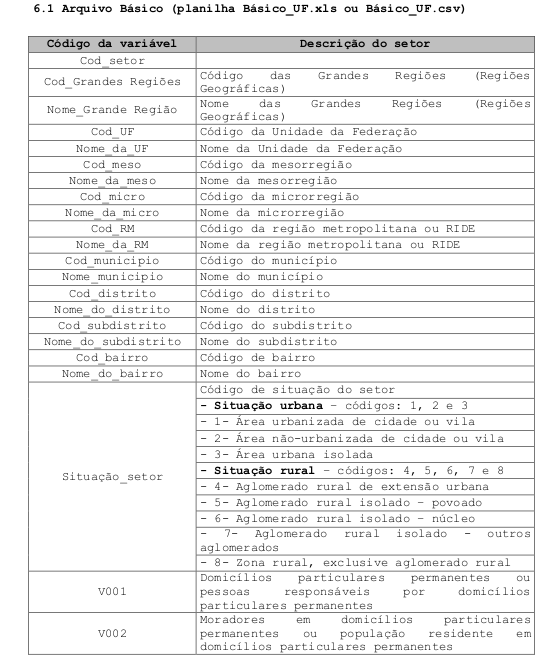 6.1 Arquivo Básico (planilha Básico_UF.xls ou Básico_UF.csv)
Código da variável Descrição do setor
Cod_setor
Cod_Grandes Regiões Código das Grandes Regiões (Regiões
Geográficas)
Nome_Grande Região Nome das Grandes Regiões (Regiões
Geográficas)
Cod_UF Código da Unidade da Federação
Nome_da_UF Nome da Unidade da Federação
Cod_meso Código da mesorregião
Nome_da_meso Nome da mesorregião
Cod_micro Código da microrregião
Nome_da_micro Nome da microrregião
Cod_RM Código da região metropolitana ou RIDE
Nome_da_RM Nome da região metropolitana ou RIDE
Cod_municipio Código do município
Nome_municipio Nome do município
Cod_distrito Código do distrito
Nome_do_distrito Nome do distrito
Cod_subdistrito Código do subdistrito
Nome_do_subdistrito Nome do subdistrito
Cod_bairro Código de bairro
Nome_do_bairro Nome do bairro
Situação_setor
Código de situação do setor
- Situação urbana – códigos: 1, 2 e 3
- 1- Área urbanizada de cidade ou vila
- 2- Área não-urbanizada de cidade ou vila
- 3- Área urbana isolada
- Situação rural – códigos: 4, 5, 6, 7 e 8
- 4- Aglomerado rural de extensão urbana
- 5- Aglomerado rural isolado – povoado
- 6- Aglomerado rural isolado – núcleo
- 7- Aglomerado rural isolado - outros
aglomerados
- 8- Zona rural, exclusive aglomerado rural
V001
Domicílios particulares permanentes ou
pessoas responsáveis por domicílios
particulares permanentes
V002
Moradores em domicílios particulares
permanentes ou população residente em
domicílios particulares permanentes